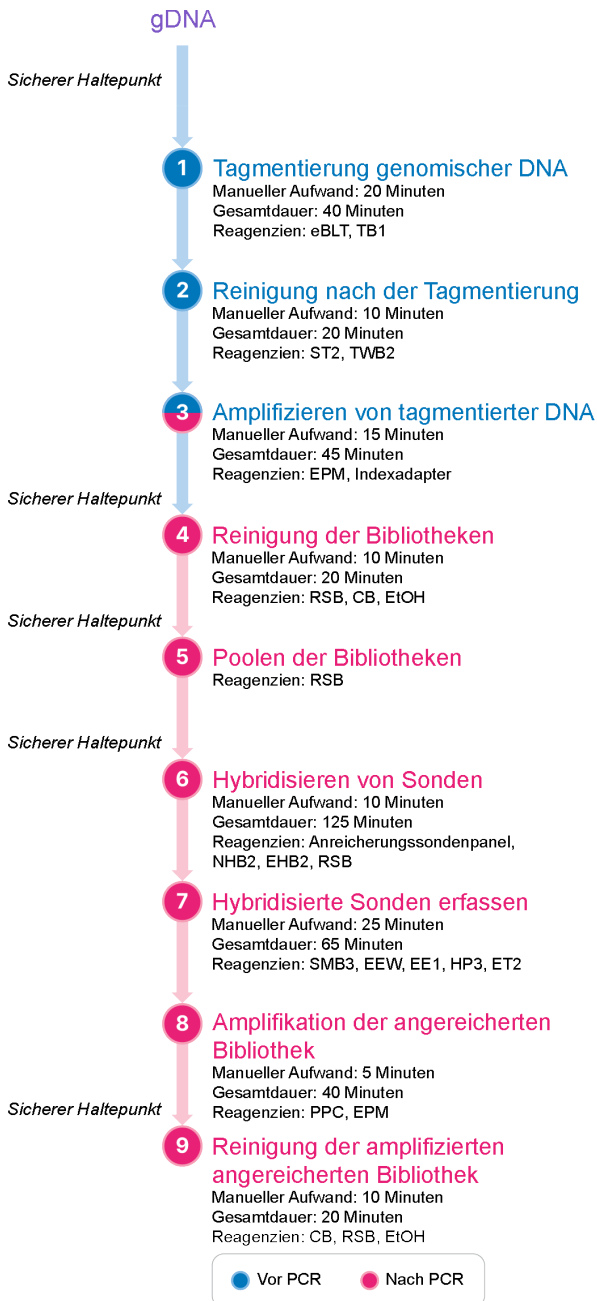 gDNA
Sicherer Haltepunkt
1
Tagmentierung genomischer DNA
Manueller Aufwand: 20 Minuten
Gesamtdauer: 40 Minuten
Reagenzien: eBLT, TB1
2
Reinigung nach der Tagmentierung
Manueller Aufwand: 10 Minuten
Gesamtdauer: 20 Minuten
Reagenzien: ST2, TWB2
3
Amplifizieren von tagmentierter DNA
Manueller Aufwand: 15 Minuten
Gesamtdauer: 45 Minuten
Reagenzien: EPM, Indexadapter
Sicherer Haltepunkt
4
Reinigung der Bibliotheken
Manueller Aufwand: 10 Minuten
Gesamtdauer: 20 Minuten
Reagenzien: RSB, CB, EtOH
Sicherer Haltepunkt
5
Poolen der Bibliotheken
Reagenzien: RSB
Sicherer Haltepunkt
6
Hybridisieren von Sonden
Manueller Aufwand: 10 Minuten
Gesamtdauer: 125 Minuten
Reagenzien: Anreicherungssondenpanel,
NHB2, EHB2, RSB
7
Hybridisierte Sonden erfassen
Manueller Aufwand: 25 Minuten
Gesamtdauer: 65 Minuten
Reagenzien: SMB3, EEW, EE1, HP3, ET2
8
Amplifikation der angereicherten
Bibliothek
Manueller Aufwand: 5 Minuten
Gesamtdauer: 40 Minuten
Reagenzien: PPC, EPM
Sicherer Haltepunkt
9
Reinigung der amplifizierten
angereicherten Bibliothek
Manueller Aufwand: 10 Minuten
Gesamtdauer: 20 Minuten
Reagenzien: CB, RSB, EtOH
Vor PCR
Nach PCR